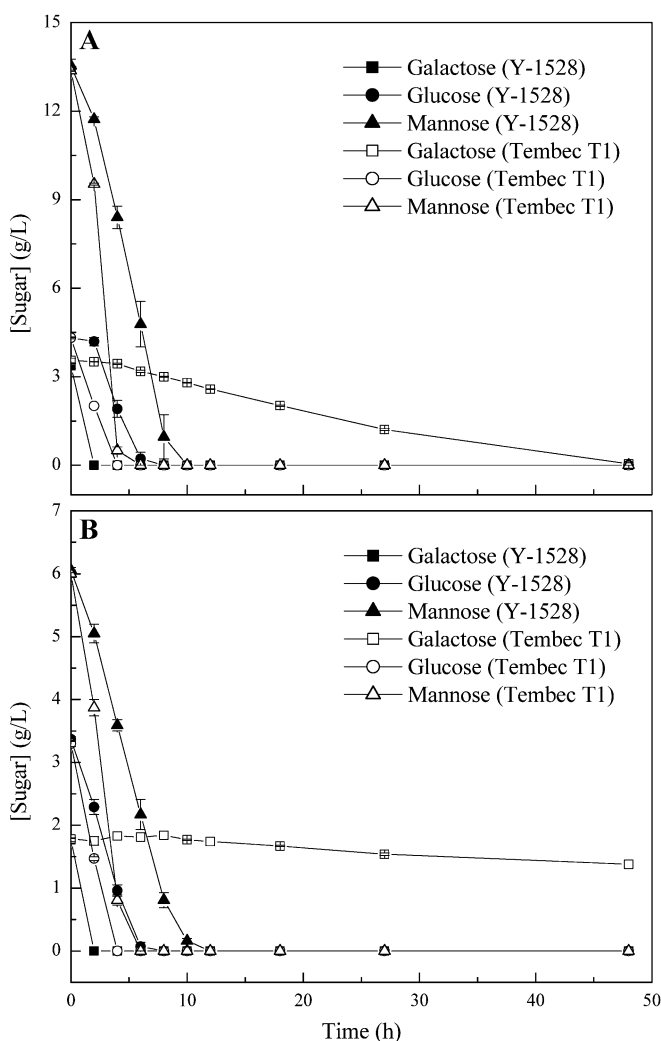 A
15
12
9
6
3
0
[Sugar] (g/L)
Galactose (Y-1528)
Glucose (Y-1528)
Mannose (Y-1528)
Galactose (Tembec T1)
Glucose (Tembec T1)
Mannose (Tembec T1)
B
7
6
5
4
3
2
1
0
[Sugar] (g/L)
Galactose (Y-1528)
Glucose (Y-1528)
Mannose (Y-1528)
Galactose (Tembec T1)
Glucose (Tembec T1)
Mannose (Tembec T1)
0 10 20 30 40 50
Time (h)